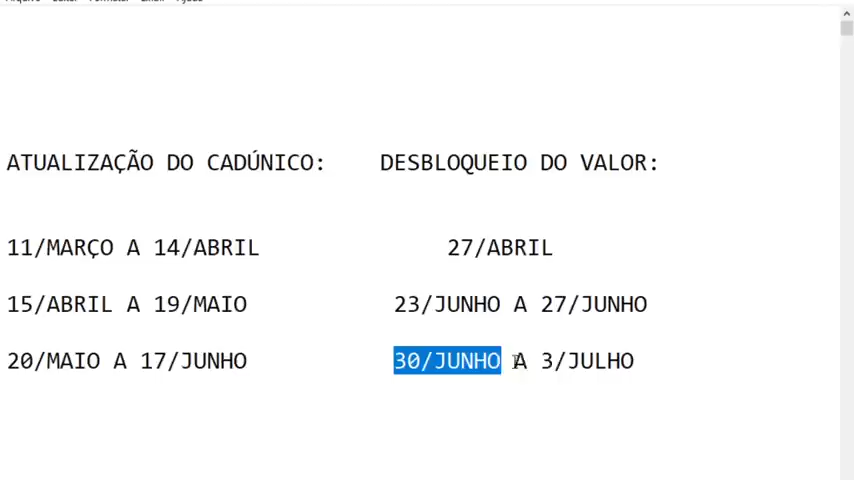 ATUALIZAÇÃO DO CADÚNICO: DESBLOQUEIO DO VALOR:
11/MARÇO A 14/ABRIL 27/ABRIL
15/ABRIL A 19/MAIO 23/JUNHO A 27/JUNHO
20/MAIO A 17/JUNHO 30/JUNHO A 3/JULHO